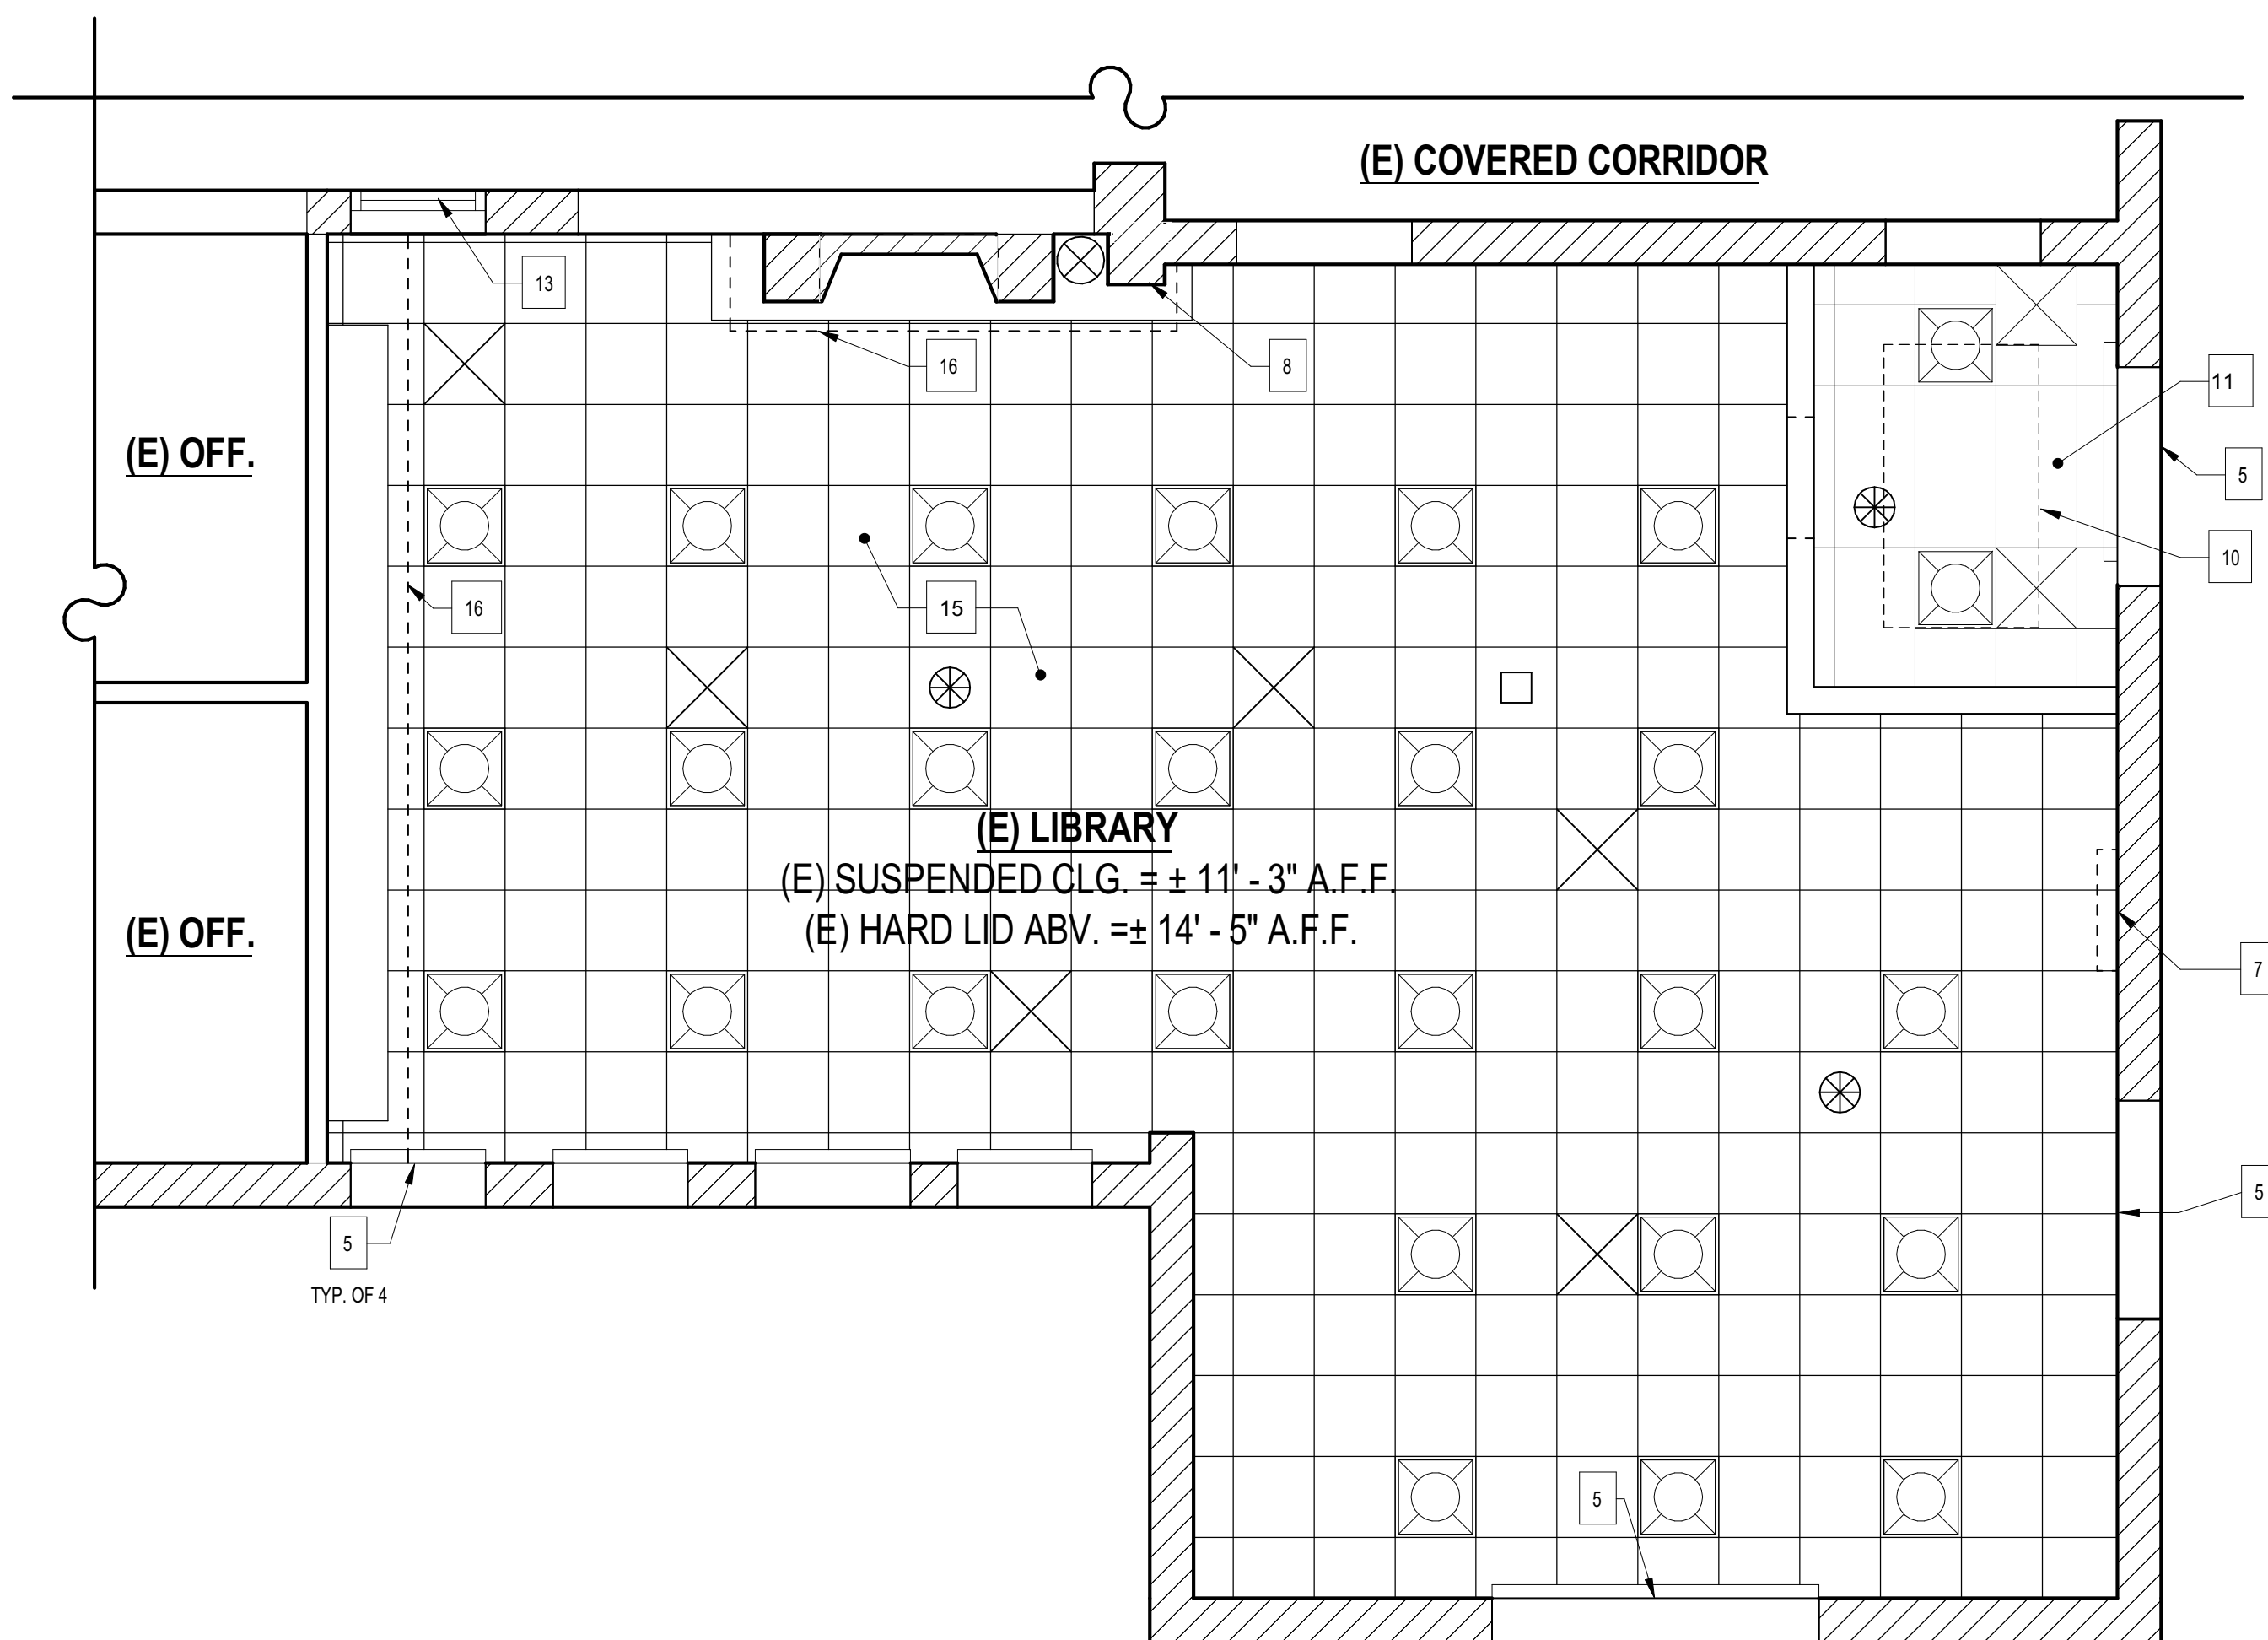 (E) COVERED CORRIDOR
13
16
8
11
(E) OFF.
5
10
16
15
(E) LIBRARY
(E) SUSPENDED CLG. = ± 11' - 3" A.F.F.
(E) HARD LID ABV. =± 14' - 5" A.F.F.
(E) OFF.
7
5
5
TYP. OF 4
5